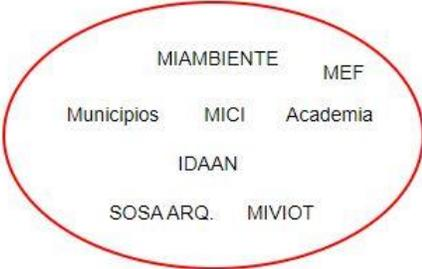 MIAMBIENTE
MEF
Municipios MICI Academia
IDAAN
SOSA ARQ. MIVIOT